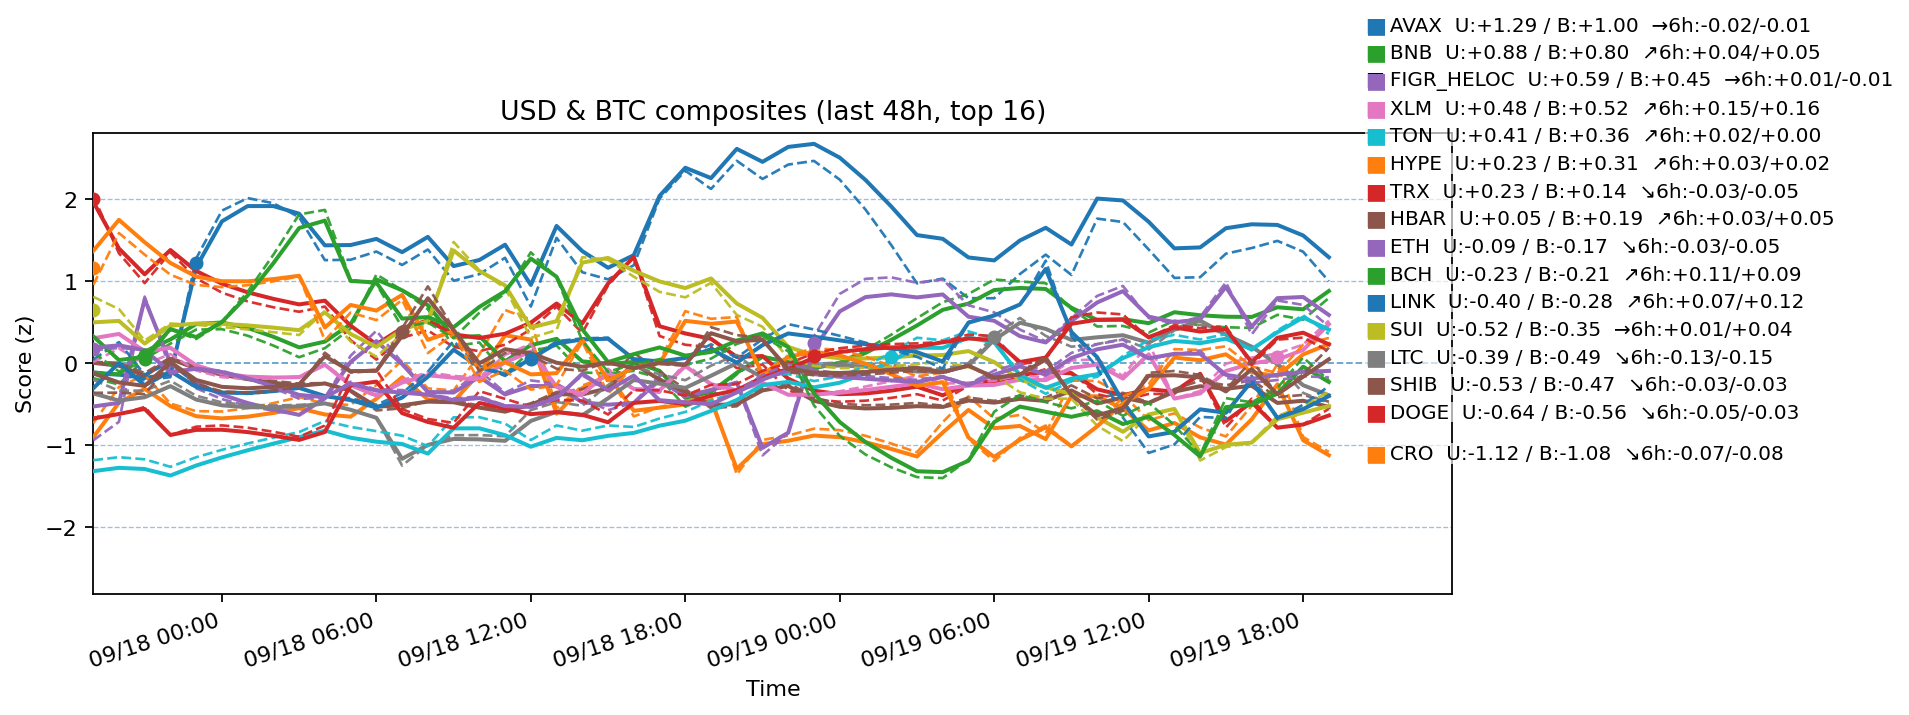 USD & BTC composites (last 48h, top 16)
AVAX  U:+1.29 / B:+1.00  →6h:-0.02/-0.01
BNB  U:+0.88 / B:+0.80  ↗6h:+0.04/+0.05
FIGR_HELOC  U:+0.59 / B:+0.45  →6h:+0.01/-0.01
XLM  U:+0.48 / B:+0.52  ↗6h:+0.15/+0.16
TON  U:+0.41 / B:+0.36  ↗6h:+0.02/+0.00
HYPE  U:+0.23 / B:+0.31  ↗6h:+0.03/+0.02
TRX  U:+0.23 / B:+0.14  ↘6h:-0.03/-0.05
HBAR  U:+0.05 / B:+0.19  ↗6h:+0.03/+0.05
ETH  U:-0.09 / B:-0.17  ↘6h:-0.03/-0.05
BCH  U:-0.23 / B:-0.21  ↗6h:+0.11/+0.09
LINK  U:-0.40 / B:-0.28  ↗6h:+0.07/+0.12
SUI  U:-0.52 / B:-0.35  →6h:+0.01/+0.04
LTC  U:-0.39 / B:-0.49  ↘6h:-0.13/-0.15
SHIB  U:-0.53 / B:-0.47  ↘6h:-0.03/-0.03
DOGE  U:-0.64 / B:-0.56  ↘6h:-0.05/-0.03
CRO  U:-1.12 / B:-1.08  ↘6h:-0.07/-0.08
Score (z)
2
1
0
−1
−2
09/18 00:00
09/18 06:00
09/18 12:00
09/18 18:00
09/19 00:00
09/19 06:00
09/19 12:00
09/19 18:00
Time